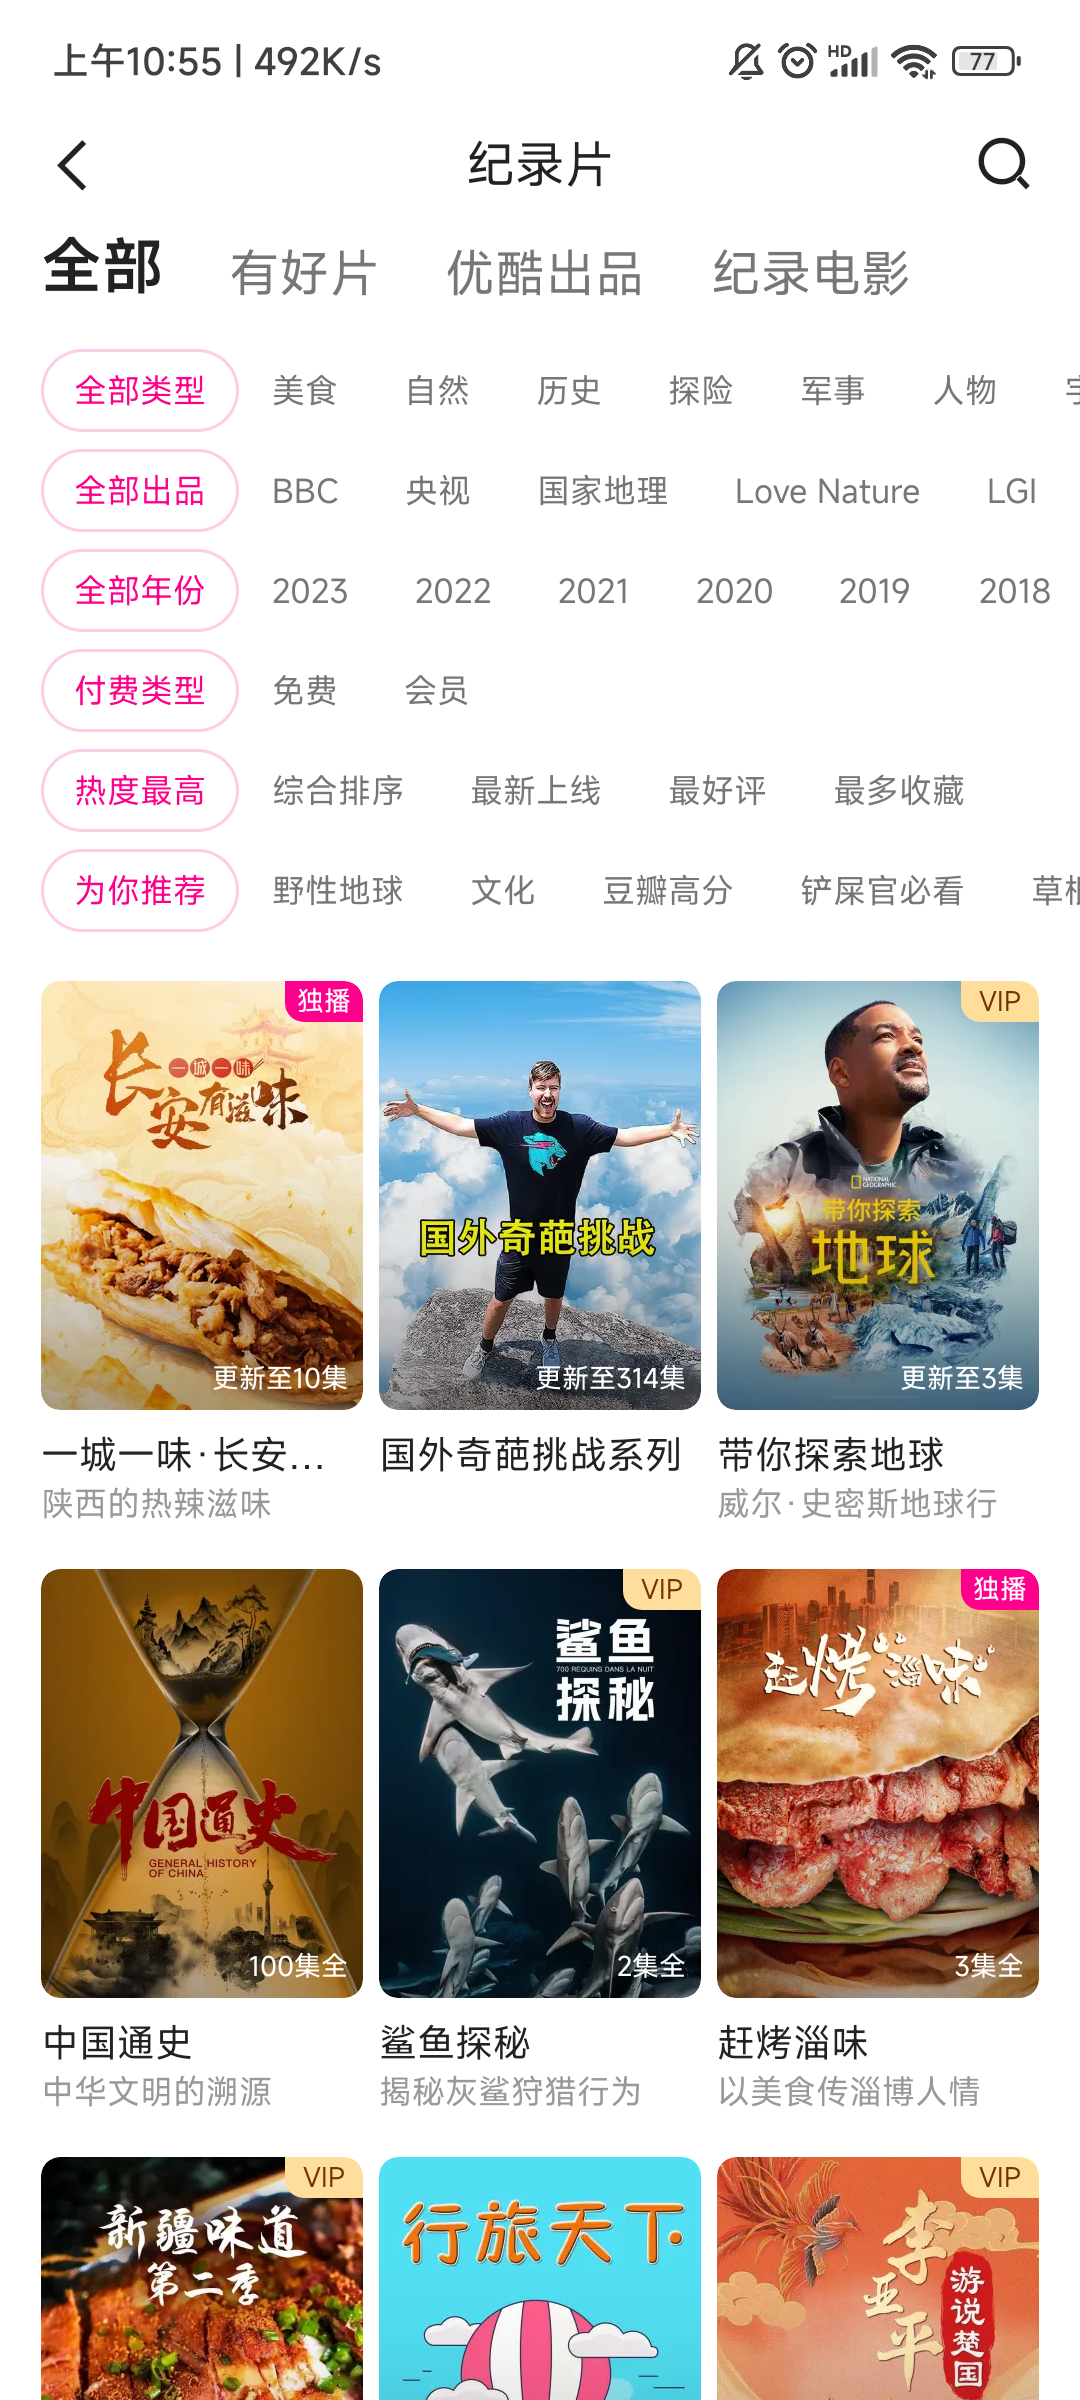 上午10:55 | 492K/s
HD
77
纪录片
全部 有好片 优酷出品 纪录电影
全部类型 美食 自然 历史 探险 军事 人物
全部出品 BBC 央视 国家地理 Love Nature LGI
全部年份 2023 2022 2021 2020 2019 2018
付费类型 免费 会员
热度最高 综合排序 最新上线 最好评 最多收藏
为你推荐 野性地球 文化 豆瓣高分 铲屎官必看 草根
独播
一城一味
长安有滋味
更新至10集
国外奇葩挑战
更新至314集
VIP
NATIONAL GEOGRAPHIC
带你探索
地球
更新至3集
一城一味·长安... 国外奇葩挑战系列 带你探索地球
陕西的热辣滋味 威尔·史密斯地球行
中国通史
GENERAL HISTORY
OF CHINA
100集全
VIP
鲨鱼
700 REQUINS DANS LA NUIT
探秘
2集全
独播
赶烤淄味
3集全
中国通史 鲨鱼探秘 赶烤淄味
中华文明的溯源 揭秘灰鲨狩猎行为 以美食传淄博人情
VIP
新疆味道
第二季
行旅天下
VIP
李亚平
游说楚国